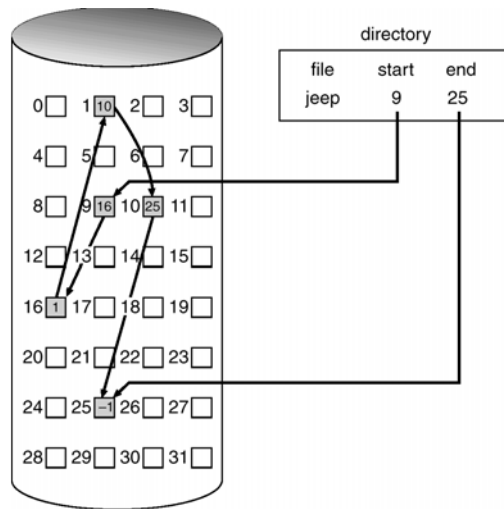 directory
file start end
jeep 9 25
0 1 10 2 3
4 5 6 7
8 9 16 10 25 11
12 13 14 15
16 1 17 18 19
20 21 22 23
24 25 -1 26 27
28 29 30 31